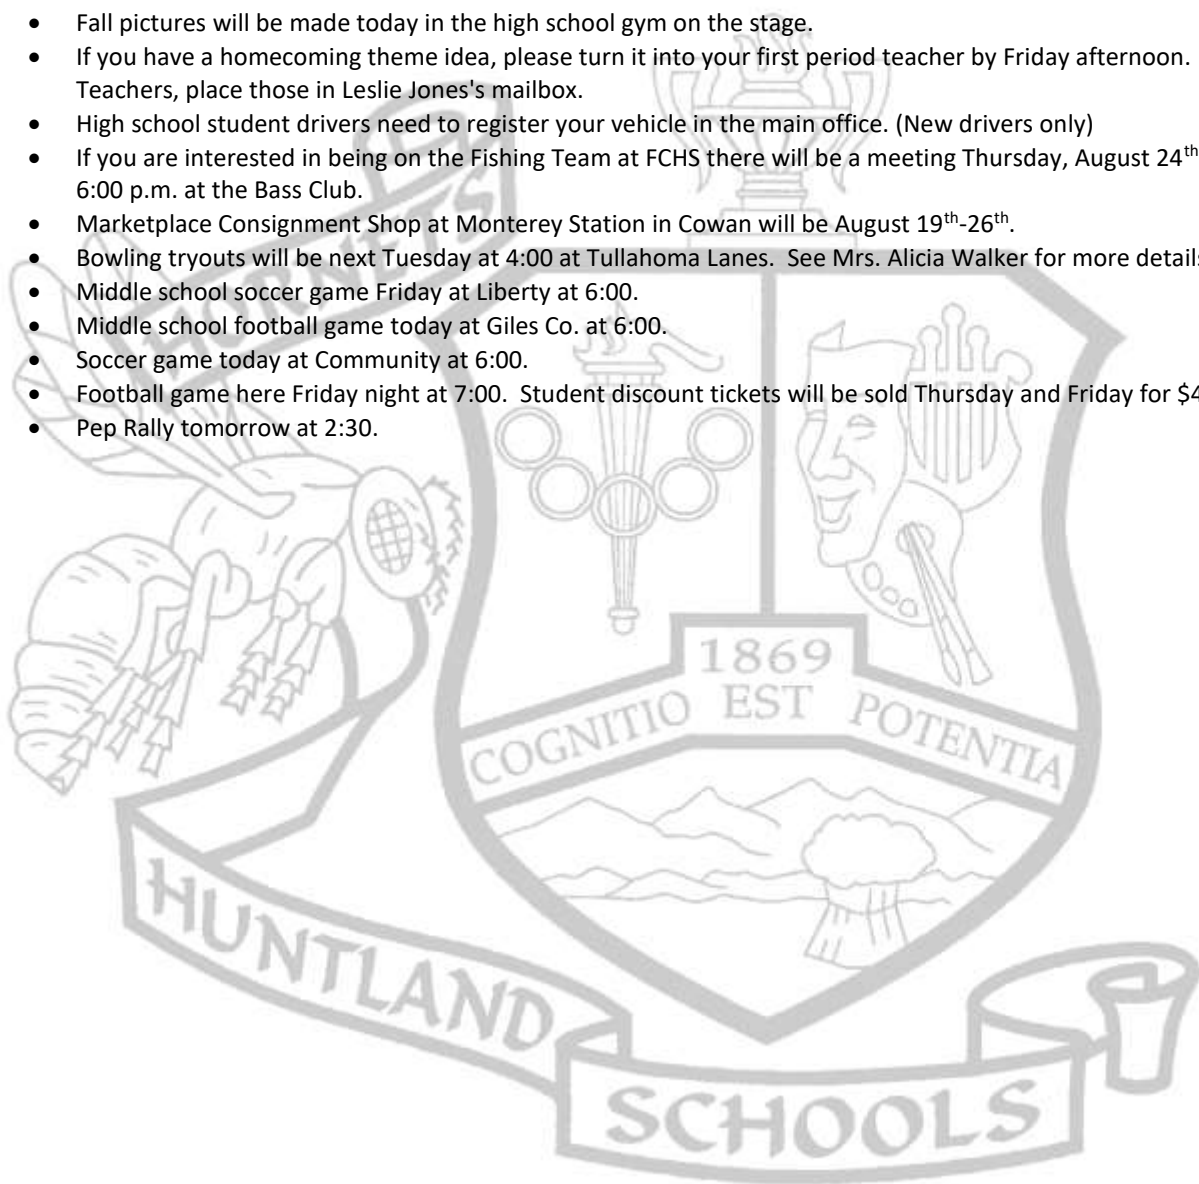 • Fall pictures will be made today in the high school gym on the stage.
• If you have a homecoming theme idea, please turn it into your first period teacher by Friday afternoon.
Teachers, place those in Leslie Jones's mailbox.
• High school student drivers need to register your vehicle in the main office. (New drivers only)
• If you are interested in being on the Fishing Team at FCHS there will be a meeting Thursday, August 24th
6:00 p.m. at the Bass Club.
• Marketplace Consignment Shop at Monterey Station in Cowan will be August 19th-26th.
• Bowling tryouts will be next Tuesday at 4:00 at Tullahoma Lanes.  See Mrs. Alicia Walker for more details
• Middle school soccer game Friday at Liberty at 6:00.
• Middle school football game today at Giles Co. at 6:00.
• Soccer game today at Community at 6:00.
• Football game here Friday night at 7:00.  Student discount tickets will be sold Thursday and Friday for $4
• Pep Rally tomorrow at 2:30.
HORNETS
1869
COGNITIO EST POTENTIA
HUNTLAND
SCHOOLS